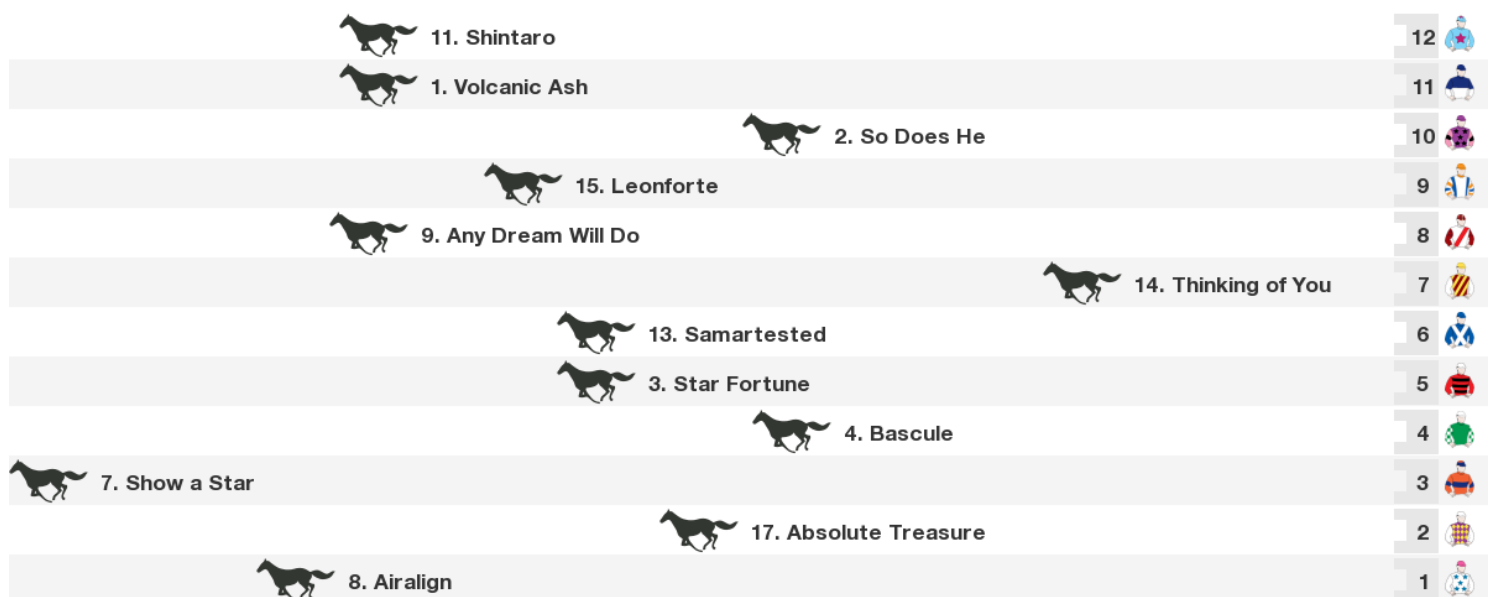 11. Shintaro 12
1. Volcanic Ash 11
2. So Does He 10
15. Leonforte 9
9. Any Dream Will Do 8
14. Thinking of You 7
13. Samartested 6
3. Star Fortune 5
4. Bascule 4
7. Show a Star 3
17. Absolute Treasure 2
8. Airalign 1